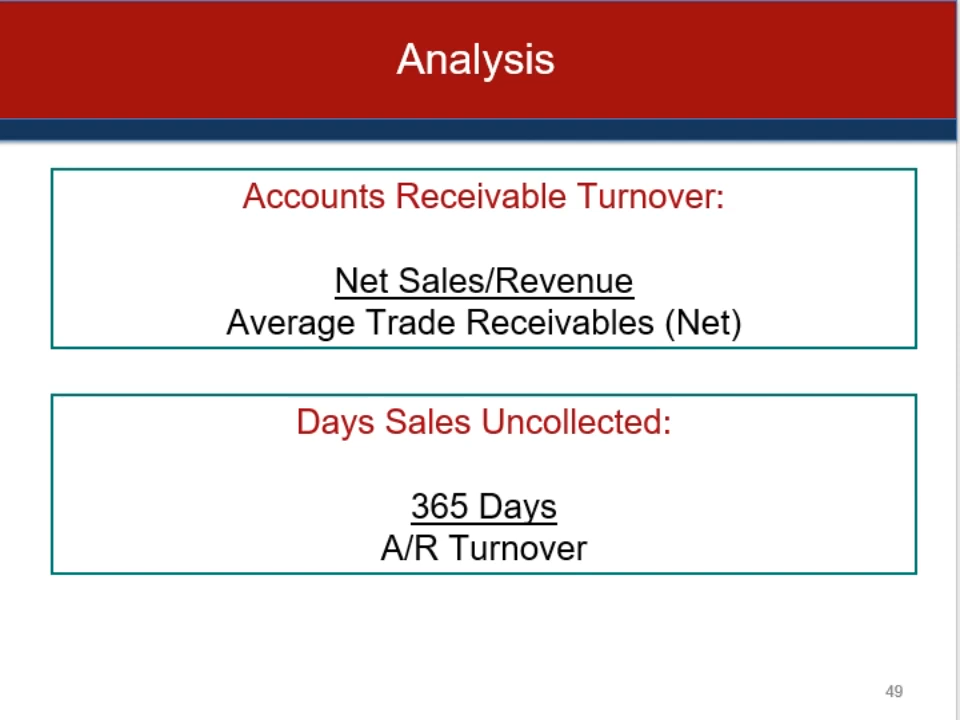 Analysis
Accounts Receivable Turnover:
Net Sales/Revenue
Average Trade Receivables (Net)
Days Sales Uncollected:
365 Days
A/R Turnover
49